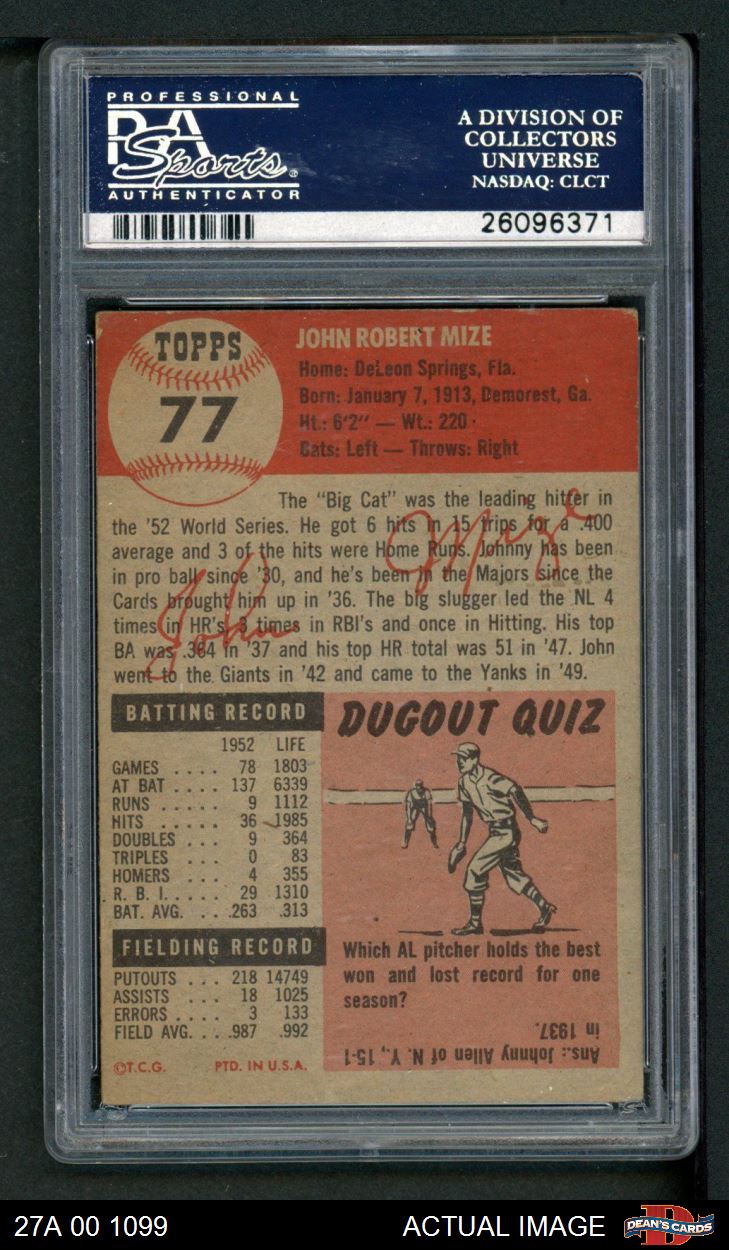 PROFESSIONAL
PSA
Sports®
AUTHENTICATOR
A DIVISION OF
COLLECTORS
UNIVERSE
NASDAQ: CLCT
26096371
TOPPS
77
JOHN ROBERT MIZE
Home: DeLeon Springs, Fla.
Born: January 7, 1913, Demorest, Ga.
Ht.: 6'2" — Wt.: 220
Bats: Left — Throws: Right
The "Big Cat" was the leading hitter in
the '52 World Series. He got 6 hits in 15 trips for a .400
average and 3 of the hits were Home Runs. Johnny has been
in pro ball since '30, and he's been in the Majors since the
Cards brought him up in '36. The big slugger led the NL 4
times in HR's, 3 times in RBI's and once in Hitting. His top
BA was .364 in '37 and his top HR total was 51 in '47. John
went to the Giants in '42 and came to the Yanks in '49.
John Mize
BATTING RECORD
1952 LIFE
GAMES .... 78 1803
AT BAT .... 137 6339
RUNS ..... 9 1112
HITS ..... 36 1985
DOUBLES ... 9 364
TRIPLES ... 0 83
HOMERS ... 4 355
R. B. I. .... 29 1310
BAT. AVG. ... .263 .313
FIELDING RECORD
PUTOUTS ... 218 14749
ASSISTS ... 18 1025
ERRORS .... 3 133
FIELD AVG. ... .987 .992
©T.C.G. PTD. IN U.S.A.
DUGOUT QUIZ
Which AL pitcher holds the best
won and lost record for one
season?
Ans.: Johnny Allen of N. Y., 15-1
in 1937.
27A 00 1099
ACTUAL IMAGE
D
DEAN'S CARDS